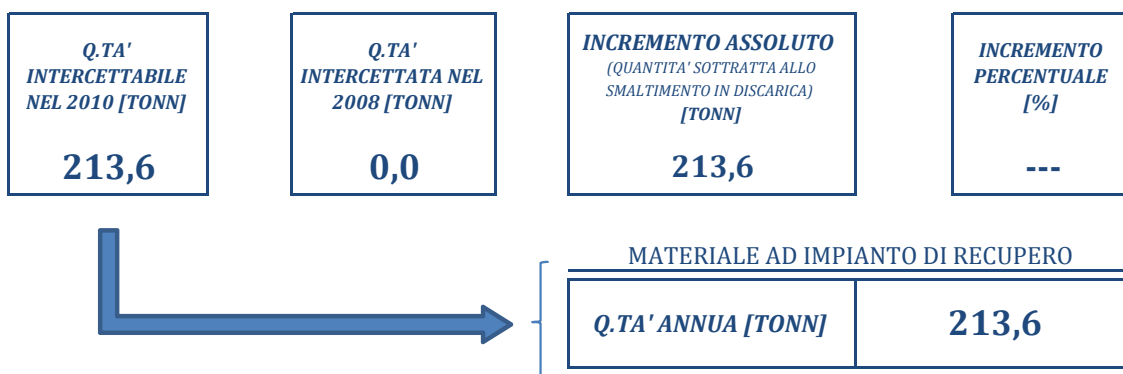 Q.TA'
INTERCETTABILE
NEL 2010 [TONN]
213,6
Q.TA'
INTERCETTATA NEL
2008 [TONN]
0,0
INCREMENTO ASSOLUTO
(QUANTITA' SOTTRATTA ALLO
SMALTIMENTO IN DISCARICA)
[TONN]
213,6
INCREMENTO
PERCENTUALE
[%]
---
MATERIALE AD IMPIANTO DI RECUPERO
Q.TA' ANNUA [TONN]
213,6